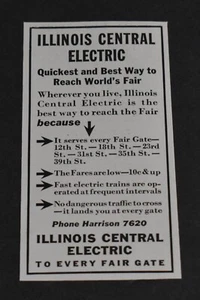 ILLINOIS CENTRAL
ELECTRIC
Quickest and Best Way to
Reach World's Fair
Wherever you live, Illinois
Central Electric is the
best way to reach the Fair
because
It serves every Fair Gate—
12th St.—18th St.—23rd
St.—31st St.—35th St.—
39th St.
The Fares are low—10c & up
Fast electric trains are op-
erated at frequent intervals
No dangerous traffic to cross
—it lands you at every gate
Phone Harrison 7620
ILLINOIS CENTRAL
ELECTRIC
TO EVERY FAIR GATE